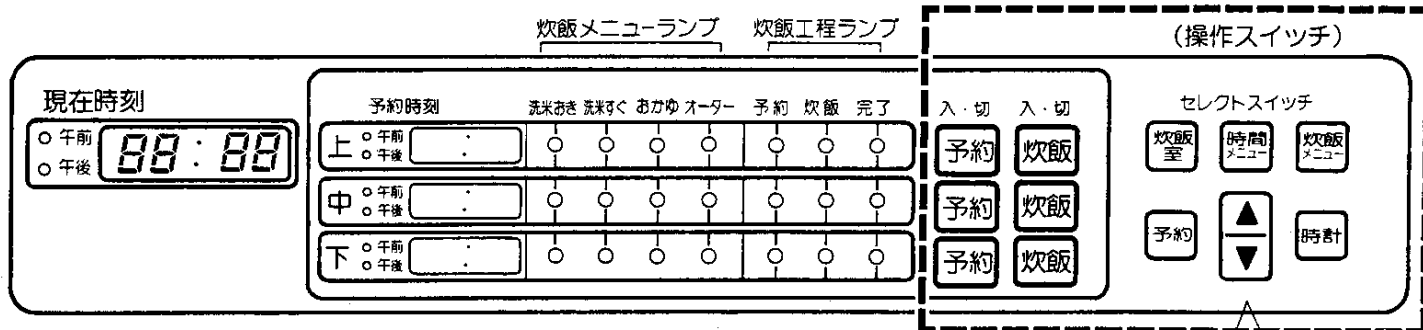 炊飯メニューランプ 炊飯工程ランプ (操作スイッチ)
現在時刻 予約時刻 洗米おき 洗米すぐ おかゆ オーダー 予約 炊飯 完了 入・切 入・切 セレクトスイッチ
午前 88:88
午後
上 午前 : 予約 炊飯 炊飯室 時間メニュー 炊飯メニュー
午後
中 午前 : 予約 炊飯
午後
下 午前 : 予約 炊飯 予約 ▲ 時計
午後 ▼